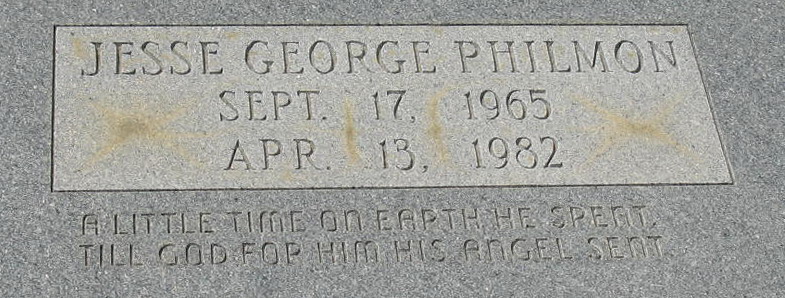 JESSE GEORGE PHILMON
SEPT. 17, 1965
APR. 13, 1982
A LITTLE TIME ON EARTH HE SPENT,
TILL GOD FOR HIM HIS ANGEL SENT.